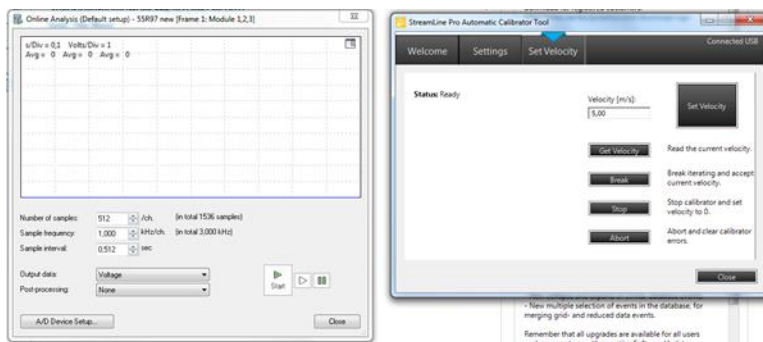 Online Analysis (Default setup) - 55R97 new [Frame 1: Module 1,2,3]
s/Div = 0,1 Volts/Div = 1
Avg = 0 Avg = 0 Avg = 0
Number of samples: 512 /ch. (in total 1536 samples)
Sample frequency: 1,000 kHz/ch. (in total 3,000 kHz)
Sample interval: 0,512 sec
Output data: Voltage
Post-processing: None
Start
A/D Device Setup...
Close
StreamLine Pro Automatic Calibrator Tool
Welcome Settings Set Velocity Connected USB
Status: Ready
Velocity [m/s]:
5,00
Set Velocity
Get Velocity Read the current velocity.
Break Break iterating and accept
current velocity.
Stop Stop calibrator and set
velocity to 0.
Abort Abort and clear calibrator
errors.
Close
- New multiple selection of events in the database, for
merging grid- and reduced data events.
Remember that all upgrades are available for all users